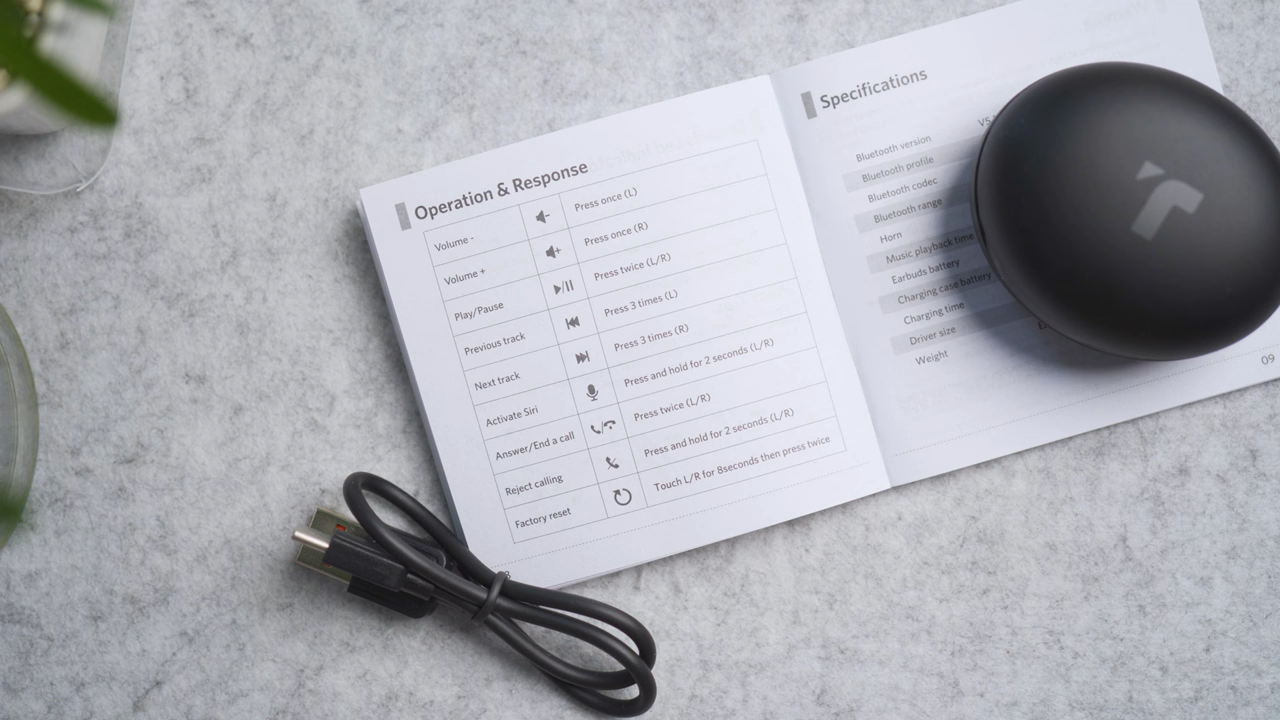 Operation & Response
Volume - Press once (L)
Volume + Press once (R)
Play/Pause Press twice (L/R)
Previous track Press 3 times (L)
Next track Press 3 times (R)
Activate Siri Press and hold for 2 seconds (L/R)
Answer/End a call Press twice (L/R)
Reject calling Press and hold for 2 seconds (L/R)
Factory reset Touch L/R for 8seconds then press twice
Specifications
Bluetooth version
Bluetooth profile
Bluetooth codec
Bluetooth range
Horn
Music playback time
Earbuds battery
Charging case battery
Charging time
Driver size
Weight
09